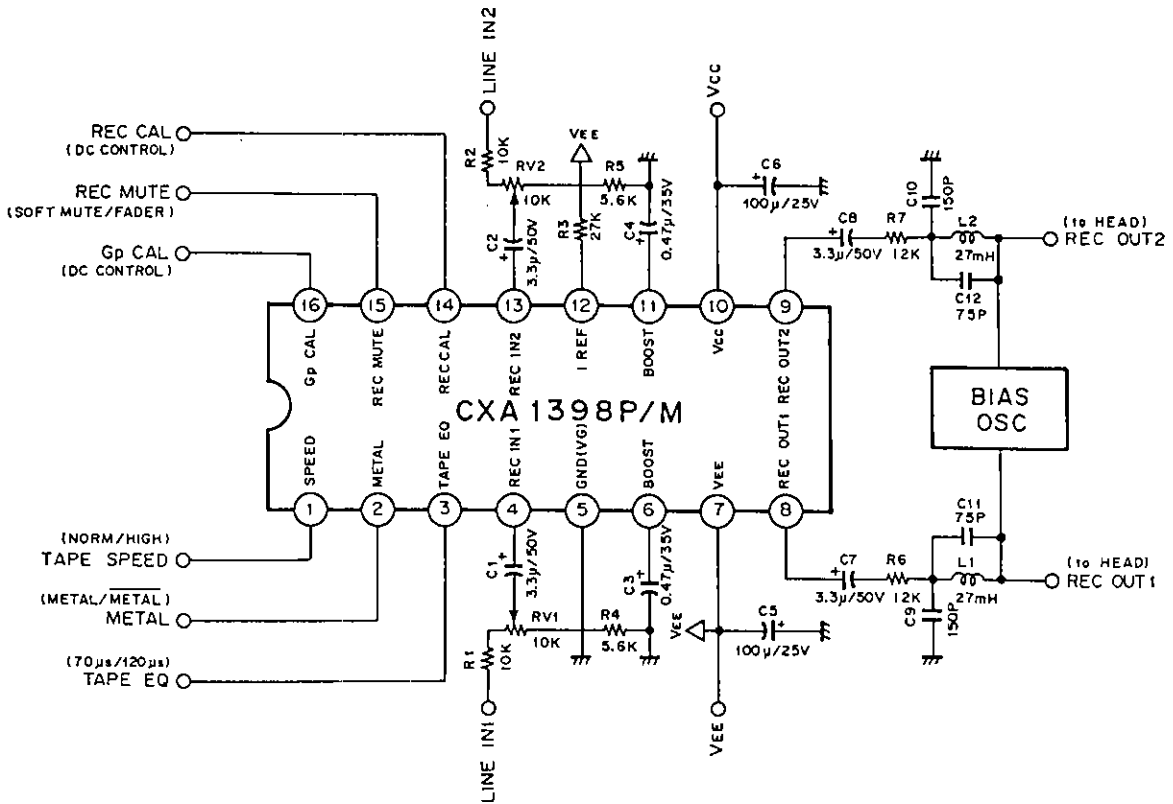 LINE IN2
VCC
REC CAL
(DC CONTROL)
REC MUTE
(SOFT MUTE/FADER)
Gp CAL
(DC CONTROL)
R2
10K
RV2
10K
VEE
R5
5.6K
C2
3.3µ/50V
R3
27K
C4
0.47µ/35V
C6
100µ/25V
C10
150P
C8
3.3µ/50V
R7
12K
L2
27mH
C12
75P
(to HEAD)
REC OUT2
16
15
14
13
12
11
10
9
Gp CAL
REC MUTE
RECCAL
REC IN2
I REF
BOOST
VCC
REC OUT2
CXA1398P/M
BIAS
OSC
SPEED
METAL
TAPE EQ
REC IN1
GND(VG)
BOOST
VEE
REC OUT1
1
2
3
4
5
6
7
8
(NORM/HIGH)
TAPE SPEED
(METAL/METAL)
METAL
(70µs/120µs)
TAPE EQ
C1
3.3µ/50V
R1
10K
RV1
10K
R4
5.6K
C3
0.47µ/35V
VEE
C5
100µ/25V
C7
3.3µ/50V
R6
12K
C11
75P
L1
27mH
C9
150P
(to HEAD)
REC OUT1
LINE IN1
VEE